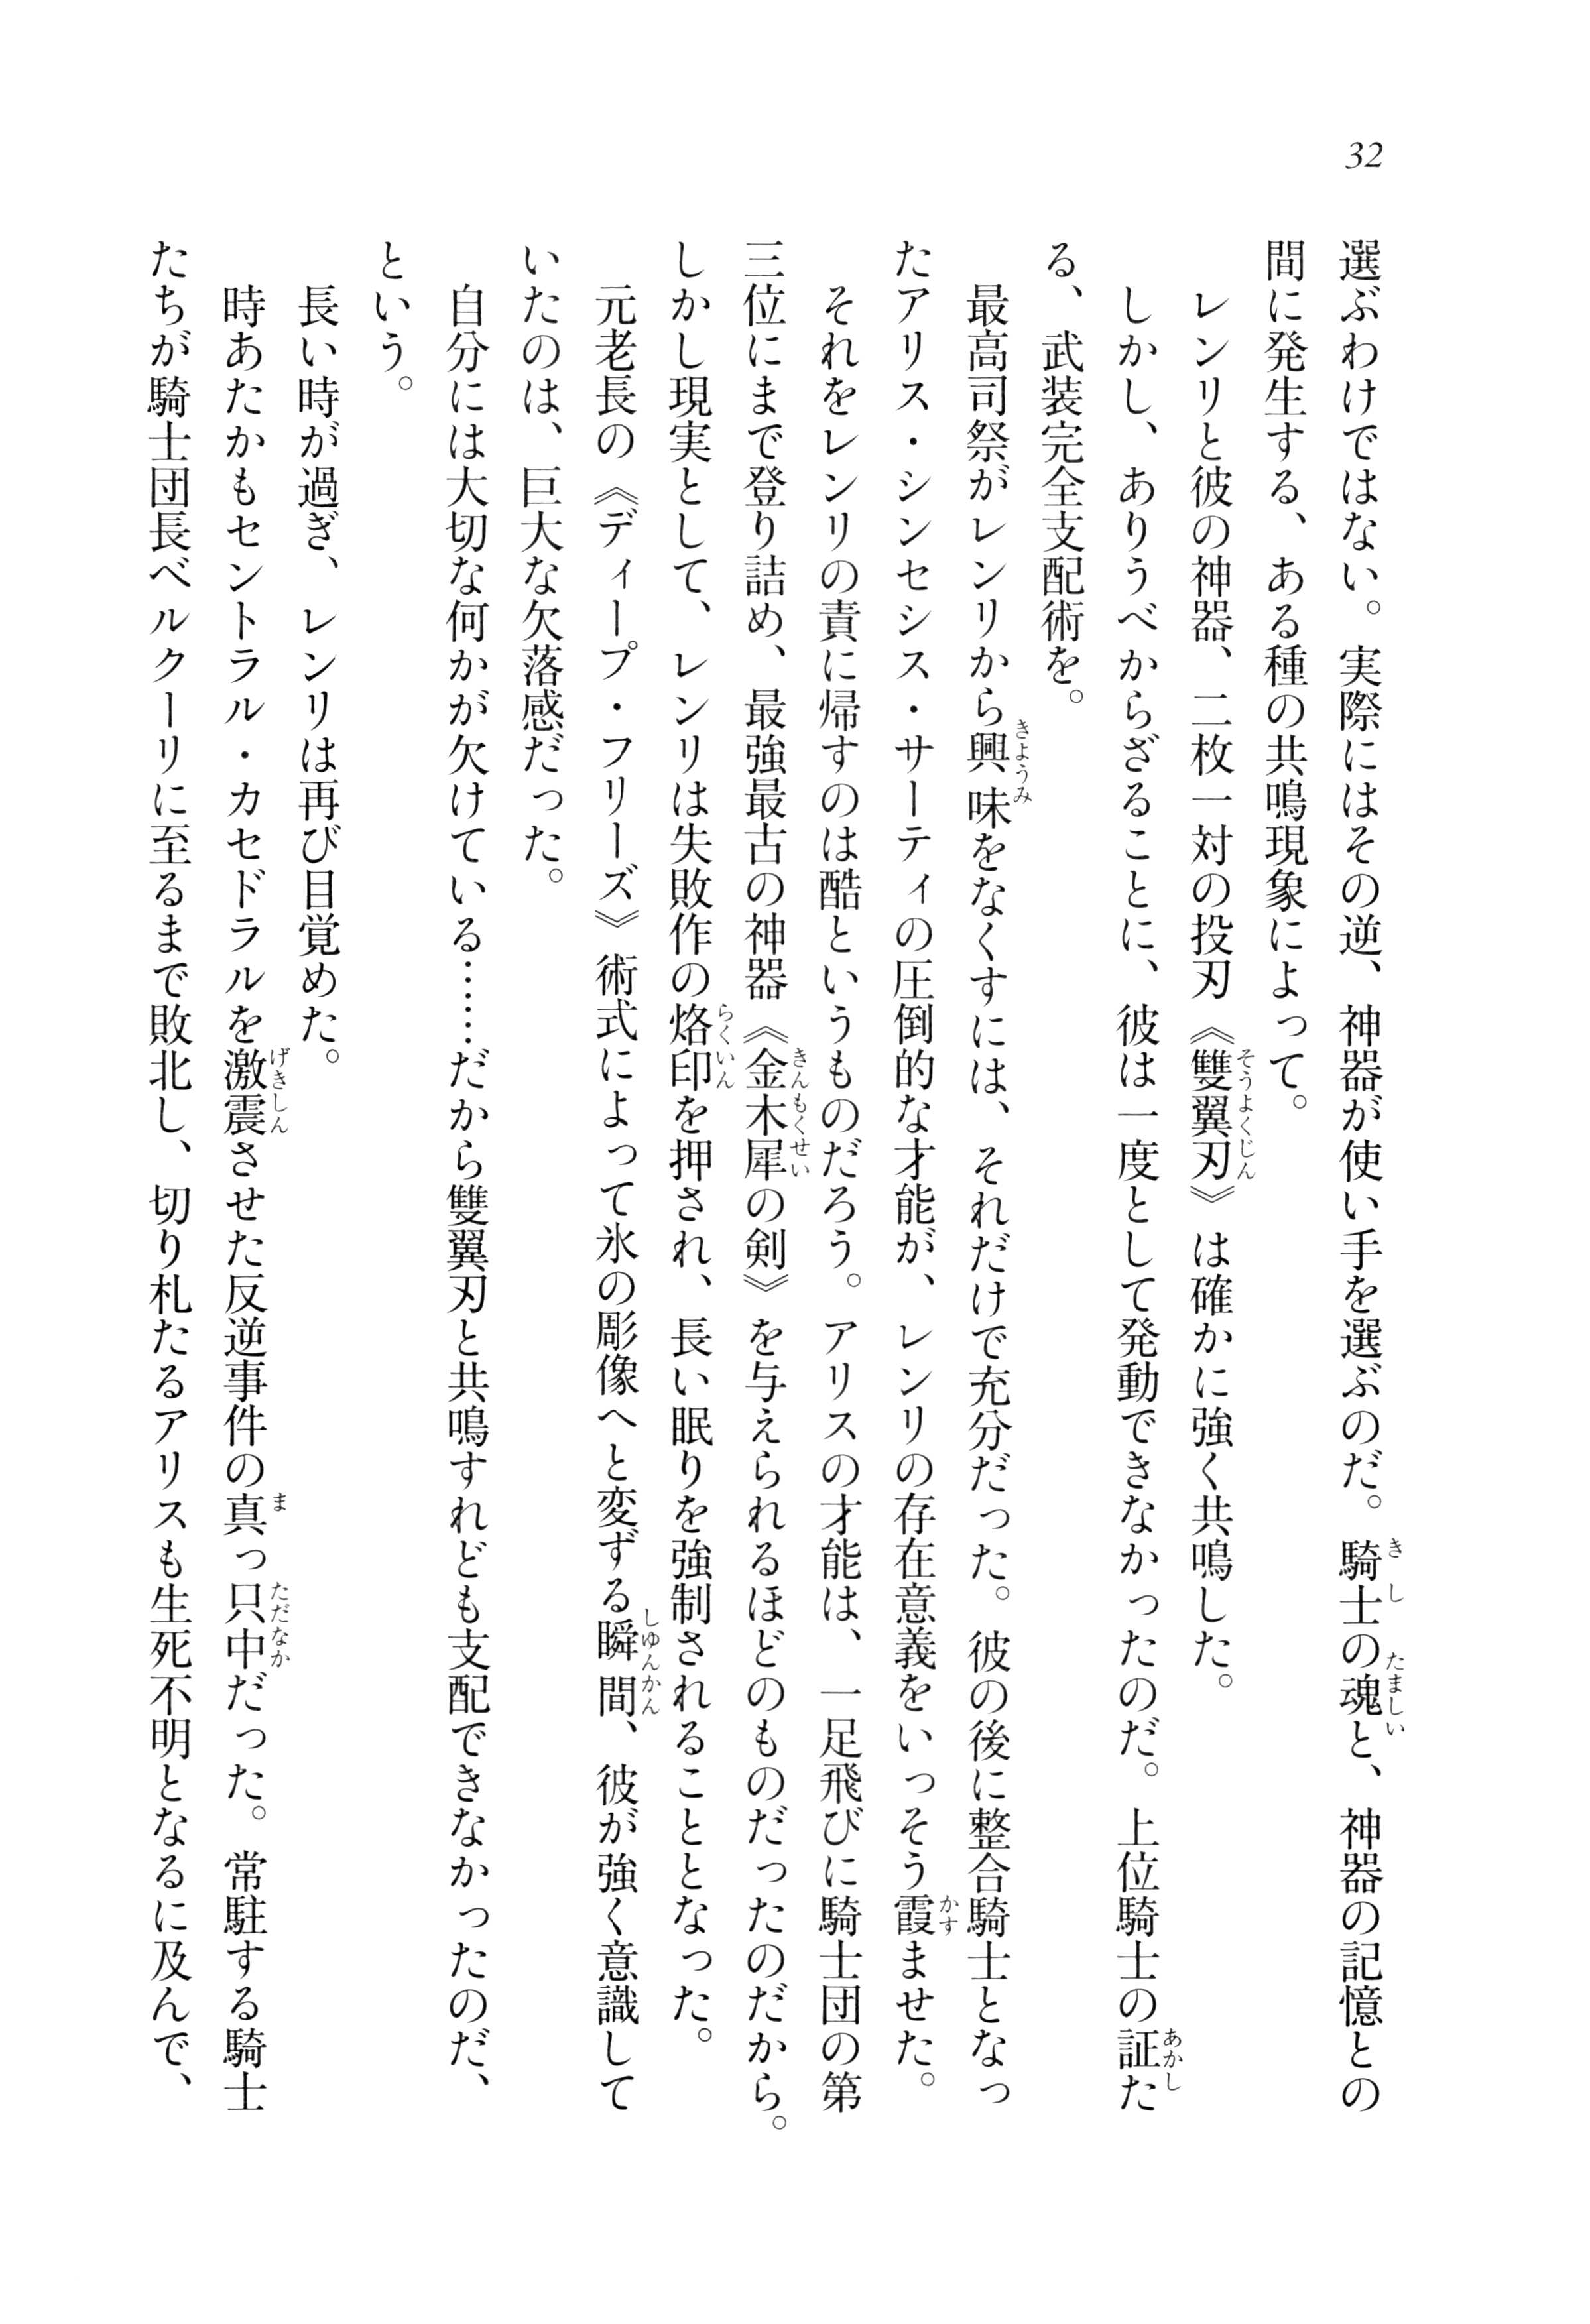 32
選ぶわけではない。実際にはその逆、神器が使い手を選ぶのだ。騎士の魂と、神器の記憶との
間に発生する、ある種の共鳴現象によって。
レンリと彼の神器、二枚一対の投刃《雙翼刃》は確かに強く共鳴した。
しかし、ありうべからざることに、彼は一度として発動できなかったのだ。上位騎士の証た
る、武装完全支配術を。
最高司祭がレンリから興味をなくすには、それだけで充分だった。彼の後に整合騎士となっ
たアリス・シンセシス・サーティの圧倒的な才能が、レンリの存在意義をいっそう霞ませた。
それをレンリの責に帰すのは酷というものだろう。アリスの才能は、一足飛びに騎士団の第
三位にまで登り詰め、最強最古の神器《金木犀の剣》を与えられるほどのものだったのだから。
しかし現実として、レンリは失敗作の烙印を押され、長い眠りを強制されることとなった。
元老長の《ディープ・フリーズ》術式によって氷の彫像へと変ずる瞬間、彼が強く意識して
いたのは、巨大な欠落感だった。
自分には大切な何かが欠けている……だから雙翼刃と共鳴すれども支配できなかったのだ、
という。
長い時が過ぎ、レンリは再び目覚めた。
時あたかもセントラル・カセドラルを激震させた反逆事件の真っ只中だった。常駐する騎士
たちが騎士団長ベルクーリに至るまで敗北し、切り札たるアリスも生死不明となるに及んで、